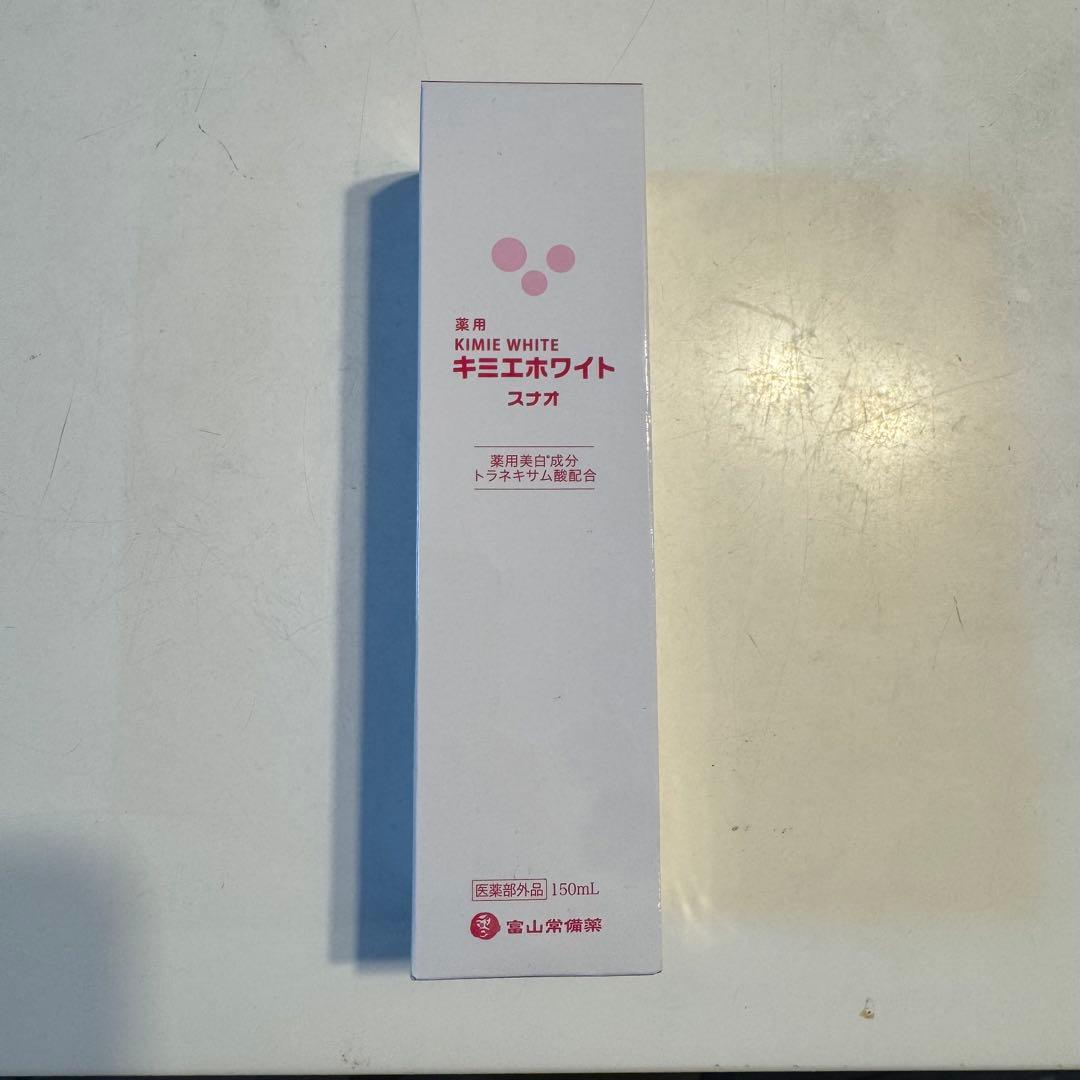 薬用
KIMIE WHITE
キミエホワイト
スナオ
薬用美白*成分
トラネキサム酸配合
医薬部外品 150mL
富山常備薬